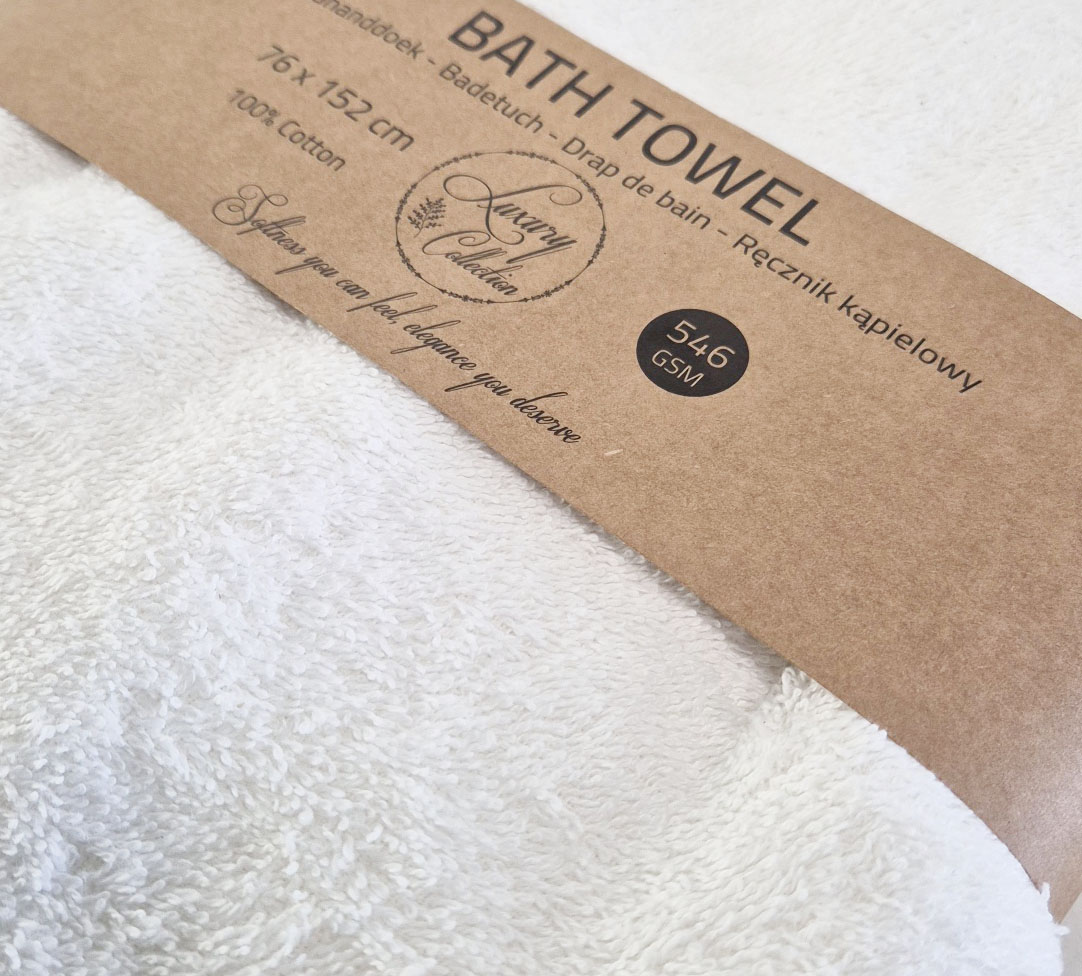 BATH TOWEL
- Badetuch - Drap de bain - Ręcznik kąpielowy
76 x 152 cm
100% Cotton
Luxury
Collection
Softness you can feel, elegance you deserve
546
GSM